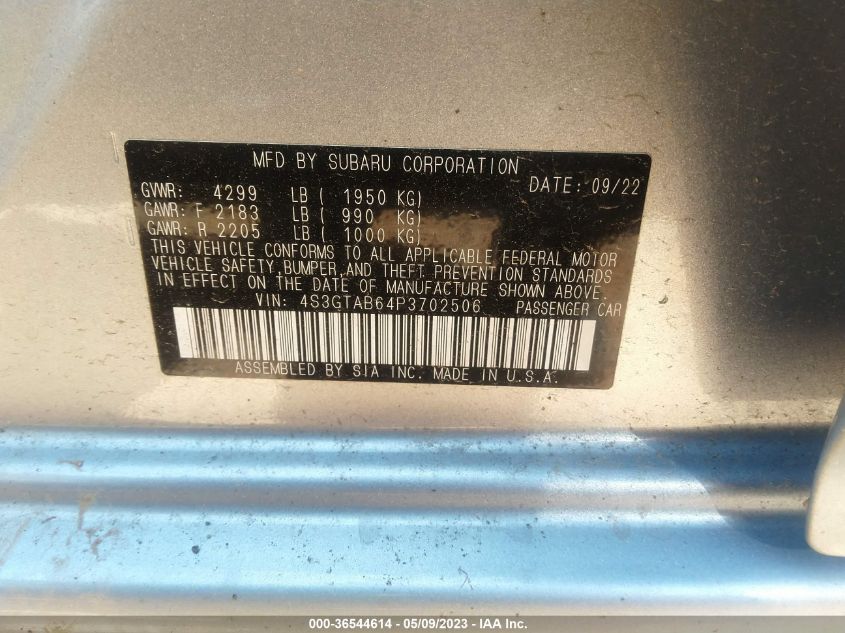 MFD BY SUBARU CORPORATION
DATE: 09/22
GVWR: 4299 LB ( 1950 KG)
GAWR: F 2183 LB ( 990 KG)
GAWR: R 2205 LB ( 1000 KG)
THIS VEHICLE CONFORMS TO ALL APPLICABLE FEDERAL MOTOR
VEHICLE SAFETY, BUMPER, AND THEFT PREVENTION STANDARDS
IN EFFECT ON THE DATE OF MANUFACTURE SHOWN ABOVE.
VIN: 4S3GTAB64P3702506 PASSENGER CAR
ASSEMBLED BY SIA INC. MADE IN U.S.A.
000-36544614 - 05/09/2023 - IAA Inc.